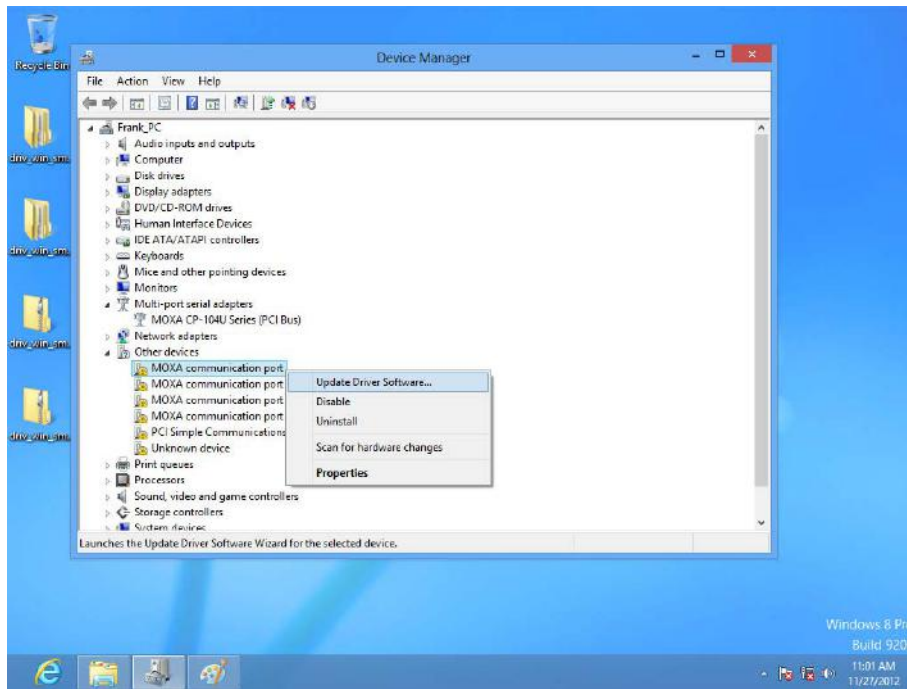 Recycle Bin
Device Manager
File Action View Help
Frank_PC
Audio inputs and outputs
Computer
Disk drives
Display adapters
DVD/CD-ROM drives
Human Interface Devices
IDE ATA/ATAPI controllers
Keyboards
Mice and other pointing devices
Monitors
Multi-port serial adapters
MOXA CP-104U Series (PCI Bus)
Network adapters
Other devices
MOXA communication port
MOXA communication port
MOXA communication port
MOXA communication port
PCI Simple Communications
Unknown device
Print queues
Processors
Sound, video and game controllers
Storage controllers
System devices
Update Driver Software...
Disable
Uninstall
Scan for hardware changes
Properties
Launches the Update Driver Software Wizard for the selected device.
driv_win_sm
driv_win_sm
driv_win_sm
driv_win_sm
Windows 8 Pr
Build 920
11:01 AM
11/27/2012